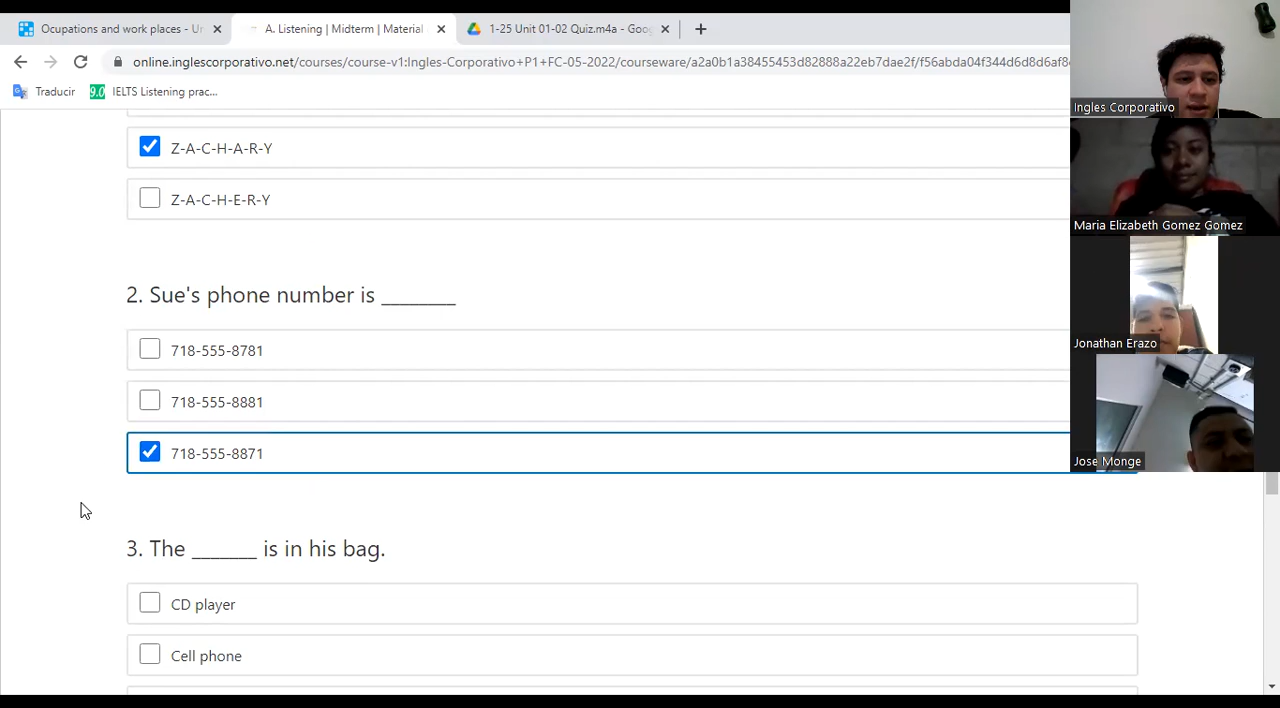 Ocupations and work places - Ur
A. Listening | Midterm | Material
1-25 Unit 01-02 Quiz.m4a - Goog
online.inglescorporativo.net/courses/course-v1:Ingles-Corporativo+P1+FC-05-2022/courseware/a2a0b1a38455453d82888a22eb7dae2f/f56abda04f344d6d8d6af8
Traducir
IELTS Listening prac...
Z-A-C-H-A-R-Y
Z-A-C-H-E-R-Y
2. Sue's phone number is ________
718-555-8781
718-555-8881
718-555-8871
3. The _______ is in his bag.
CD player
Cell phone
Ingles Corporativo
Maria Elizabeth Gomez Gomez
Jonathan Erazo
Jose Monge